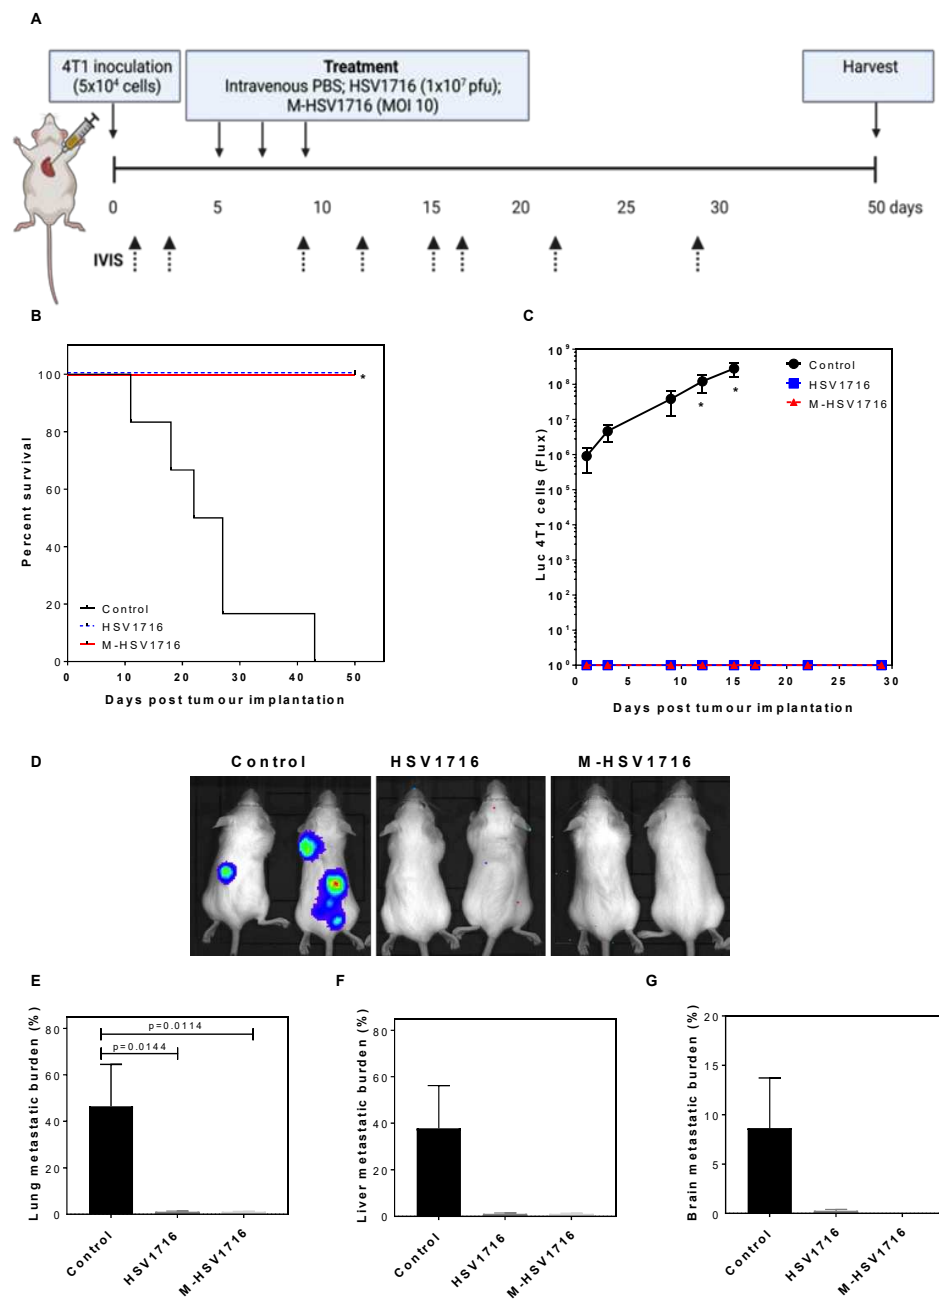 A
4T1 inoculation
(5x10⁴ cells)
Treatment
Intravenous PBS; HSV1716 (1x10⁷ pfu);
M-HSV1716 (MOI 10)
Harvest
0 5 10 15 20 25 30 50 days
IVIS
B
Percent survival
100
80
60
40
20
0
Control
HSV1716
M-HSV1716
*
0 10 20 30 40 50
Days post tumour implantation
C
Luc 4T1 cells (Flux)
10⁹
10⁸
10⁷
10⁶
10⁵
10⁴
10³
10²
10¹
10⁰
Control
HSV1716
M-HSV1716
*
*
0 5 10 15 20 25 30
Days post tumour implantation
D
Control HSV1716 M-HSV1716
E
Lung metastatic burden (%)
80
60
40
20
0
p=0.0114
p=0.0144
Control
HSV1716
M-HSV1716
F
Liver metastatic burden (%)
80
60
40
20
0
Control
HSV1716
M-HSV1716
G
Brain metastatic burden (%)
20
15
10
5
0
Control
HSV1716
M-HSV1716